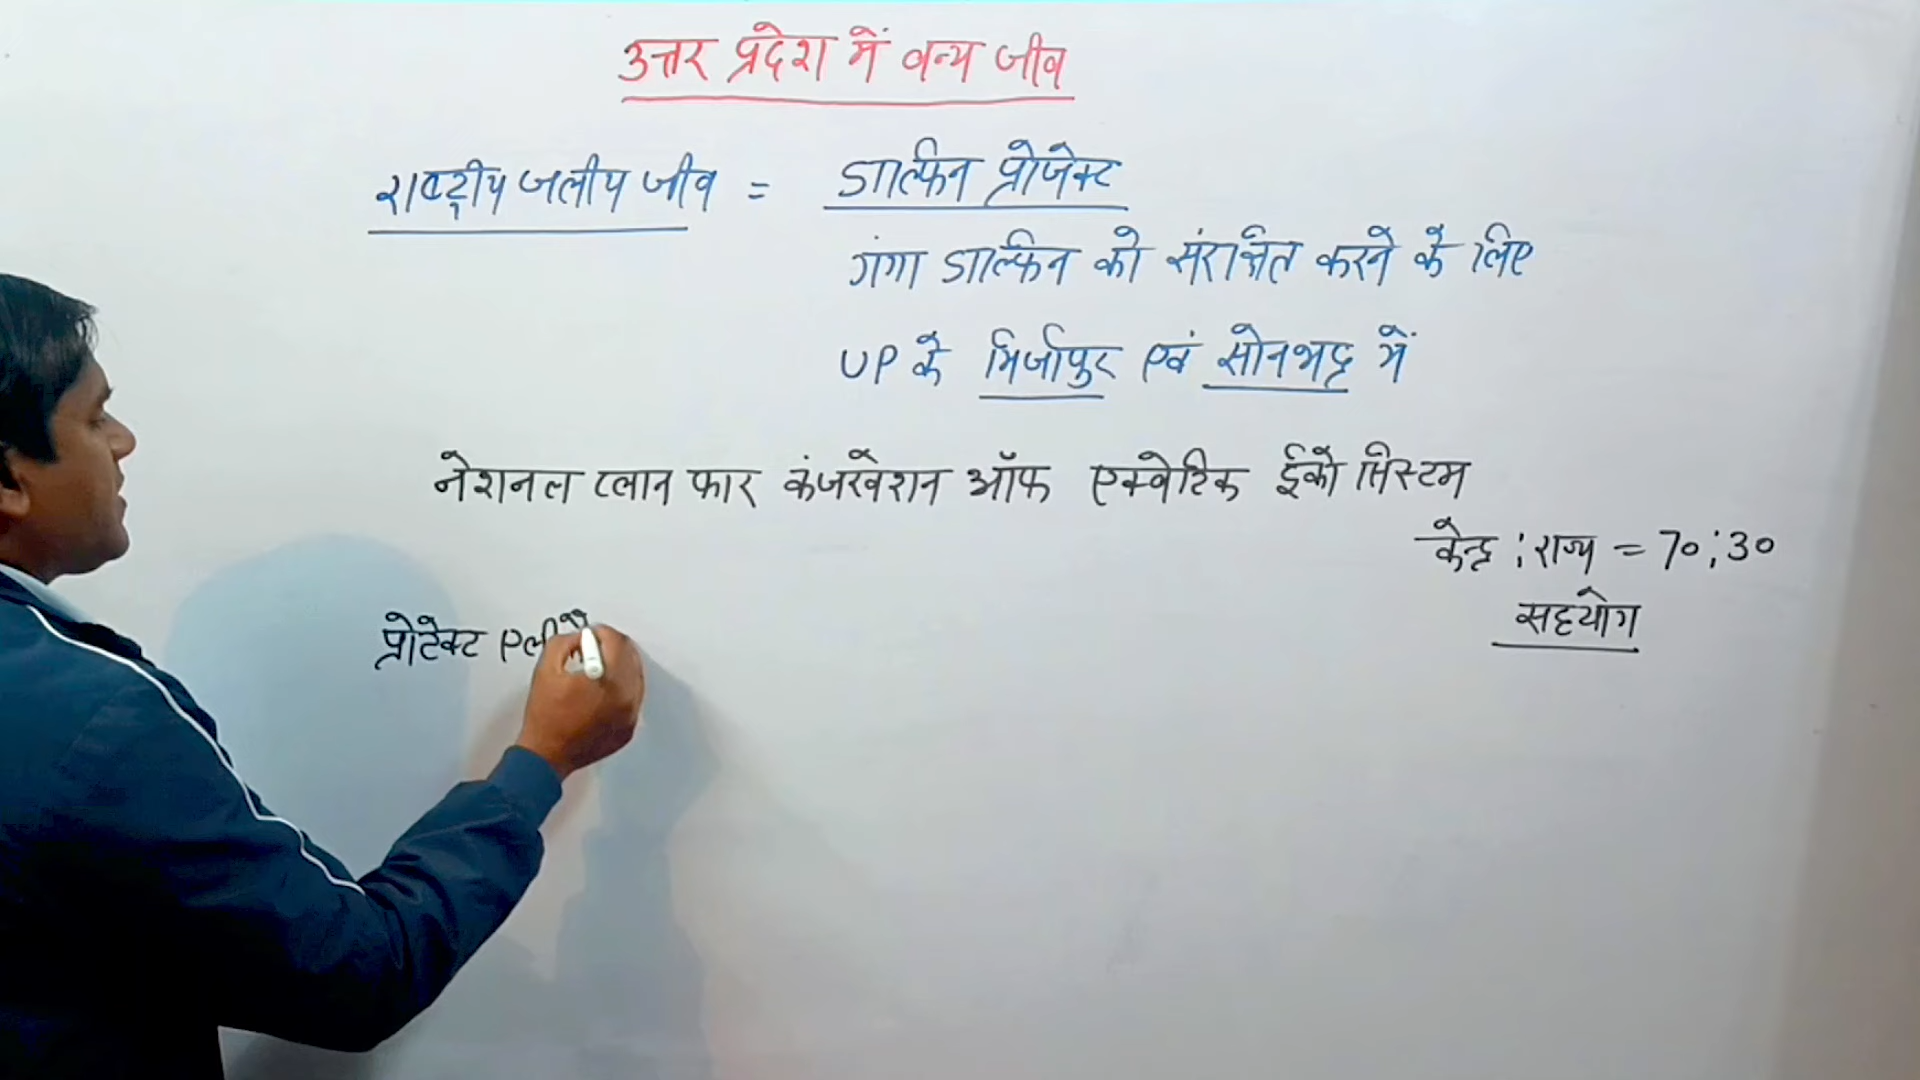 उत्तर प्रदेश में वन्य जीव
राष्ट्रीय जलीय जीव = डाल्फिन प्रोजेक्ट
गंगा डाल्फिन को संरक्षित करने के लिए
UP के मिर्जापुर एवं सोनभद्र में
नेशनल प्लान फार कंजरवेशन ऑफ एक्वेटिक ईको सिस्टम
केन्द्र : राज्य = 70:30
सहयोग
प्रोटेक्ट